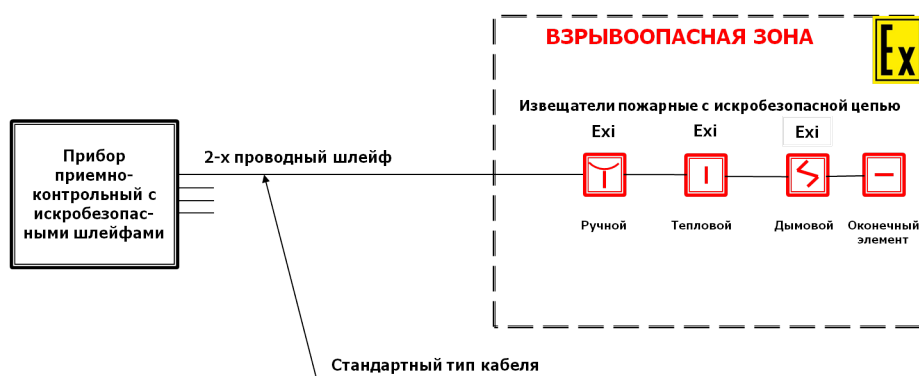 ВЗРЫВООПАСНАЯ ЗОНА
Ex
Извещатели пожарные с искробезопасной цепью
Exi
Exi
Exi
Прибор
приемно-
контрольный с
искробезопас-
ными шлейфами
2-х проводный шлейф
Ручной
Тепловой
Дымовой
Оконечный
элемент
Стандартный тип кабеля